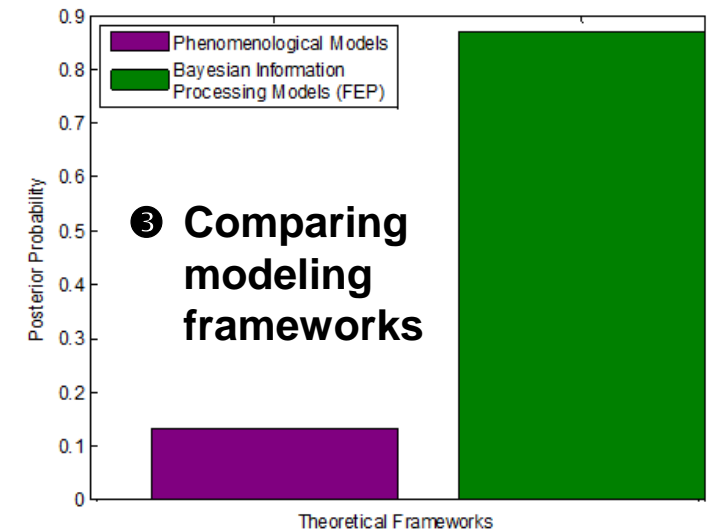 0.9
Phenomenological Models
Bayesian Information
Processing Models (FEP)
0.8
0.7
0.6
0.5
0.4
0.3
0.2
0.1
0
Posterior Probability
❸ Comparing
modeling
frameworks
Theoretical Frameworks